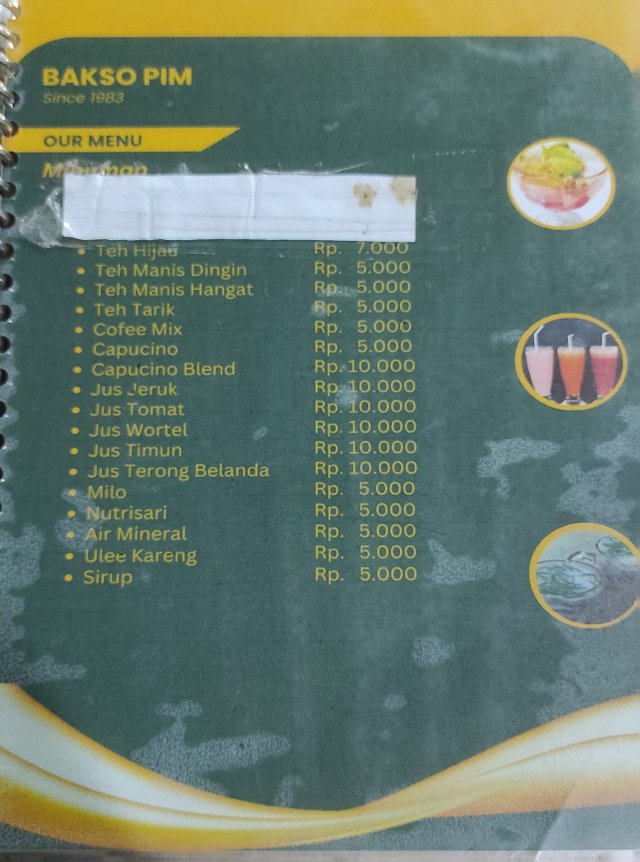 BAKSO PIM
Since 1983
OUR MENU
Minuman
• Teh Hijau Rp. 7.000
• Teh Manis Dingin Rp. 5.000
• Teh Manis Hangat Rp. 5.000
• Teh Tarik Rp. 5.000
• Cofee Mix Rp. 5.000
• Capucino Rp. 5.000
• Capucino Blend Rp. 10.000
• Jus Jeruk Rp. 10.000
• Jus Tomat Rp. 10.000
• Jus Wortel Rp. 10.000
• Jus Timun Rp. 10.000
• Jus Terong Belanda Rp. 10.000
• Milo Rp. 5.000
• Nutrisari Rp. 5.000
• Air Mineral Rp. 5.000
• Ulee Kareng Rp. 5.000
• Sirup Rp. 5.000